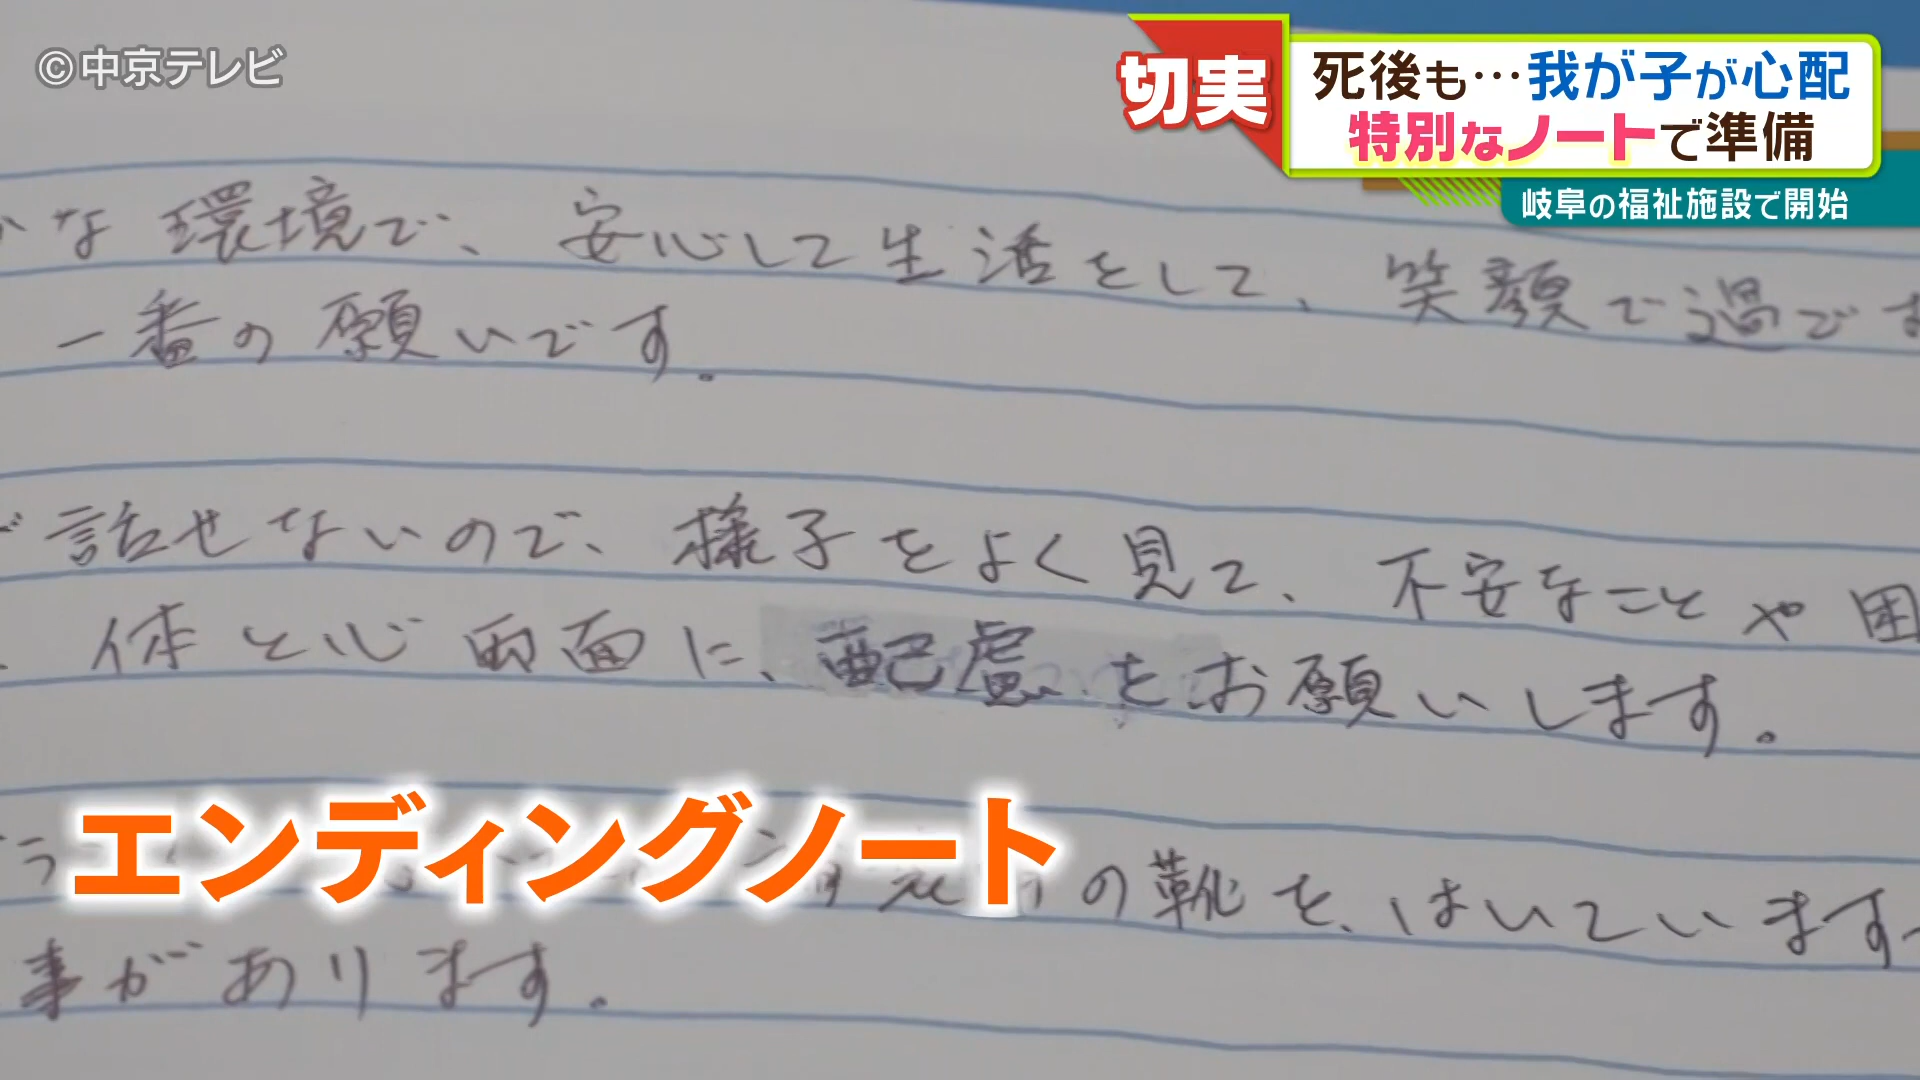 ©中京テレビ
切実
死後も…我が子が心配
特別なノートで準備
岐阜の福祉施設で開始
な環境で、安心して生活をして、笑顔で過ごす
一番の願いです。
話せないので、様子をよく見て、不安なことや困
体と心両面に、配慮をお願いします。
エンディングノート
の靴を、はいています
事があります。